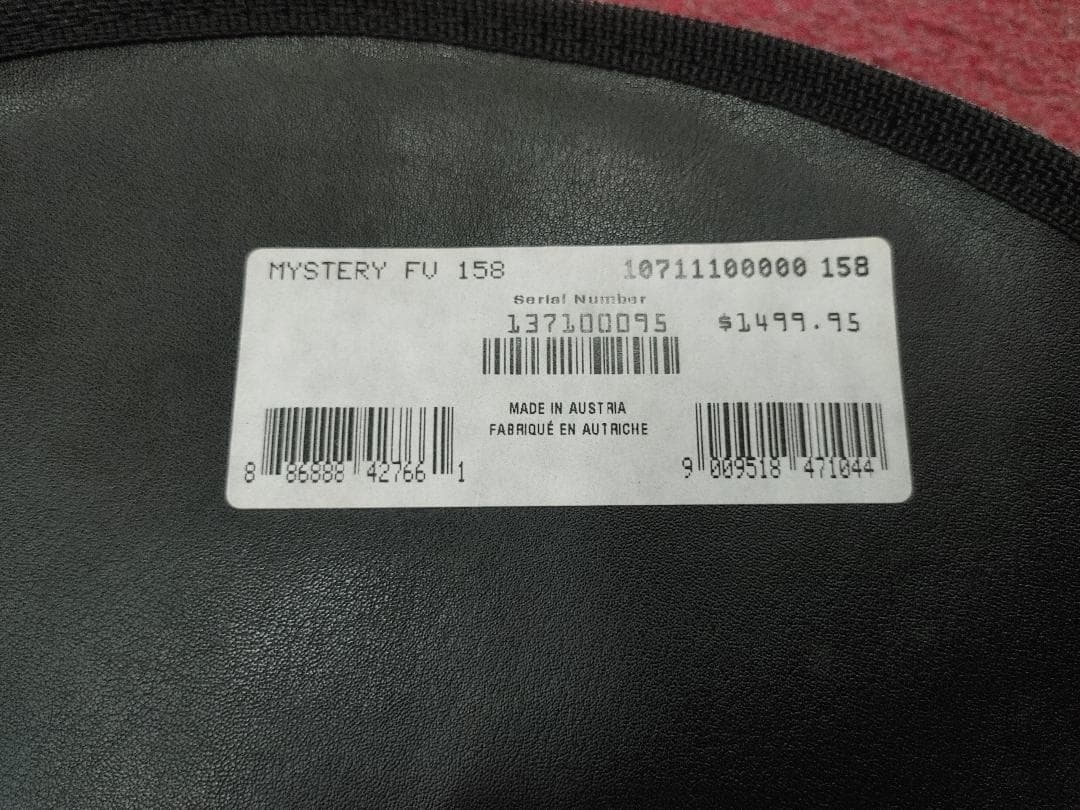 MYSTERY FV 158 10711100000 158
Serial Number
137100095 $1499.95
MADE IN AUSTRIA
FABRIQUÉ EN AUTRICHE
8 86888 42766 1 9 009518 471044